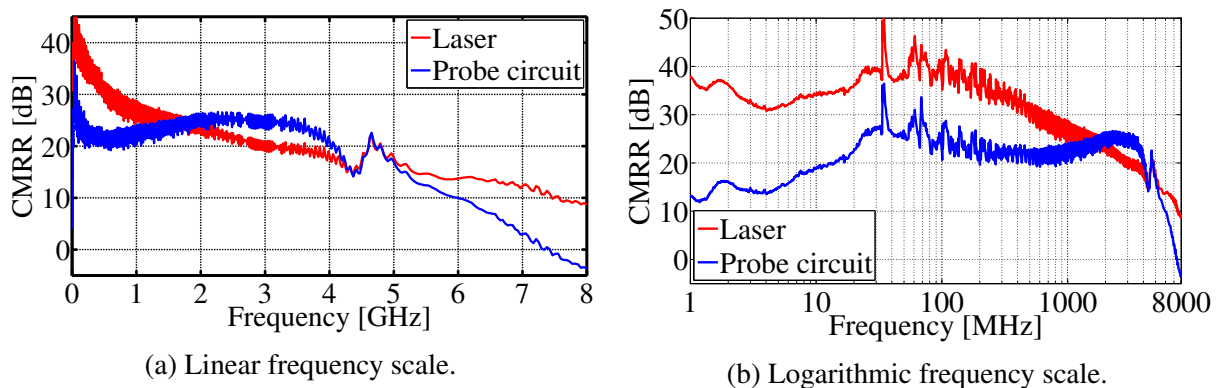 CMRR [dB]
40
30
20
10
0
Laser
Probe circuit
0 1 2 3 4 5 6 7 8
Frequency [GHz]
(a) Linear frequency scale.
CMRR [dB]
50
40
30
20
10
0
Laser
Probe circuit
1 10 100 1000 8000
Frequency [MHz]
(b) Logarithmic frequency scale.